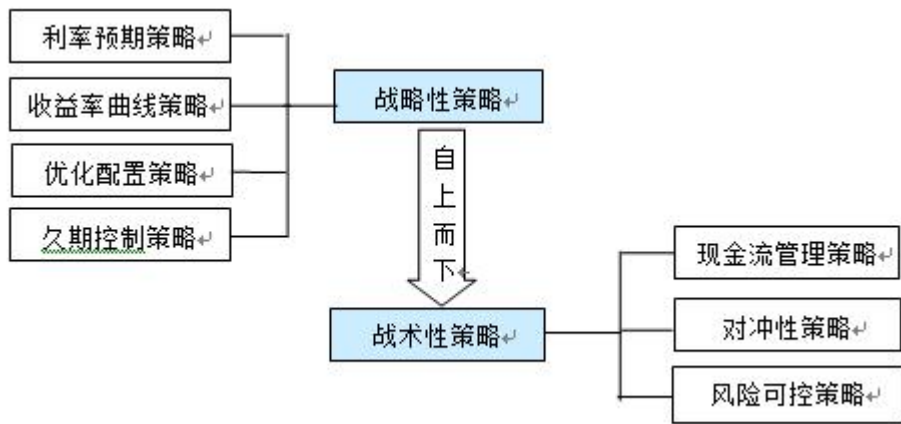 利率预期策略
收益率曲线策略
优化配置策略
久期控制策略
战略性策略
自
上
而
下
战术性策略
现金流管理策略
对冲性策略
风险可控策略